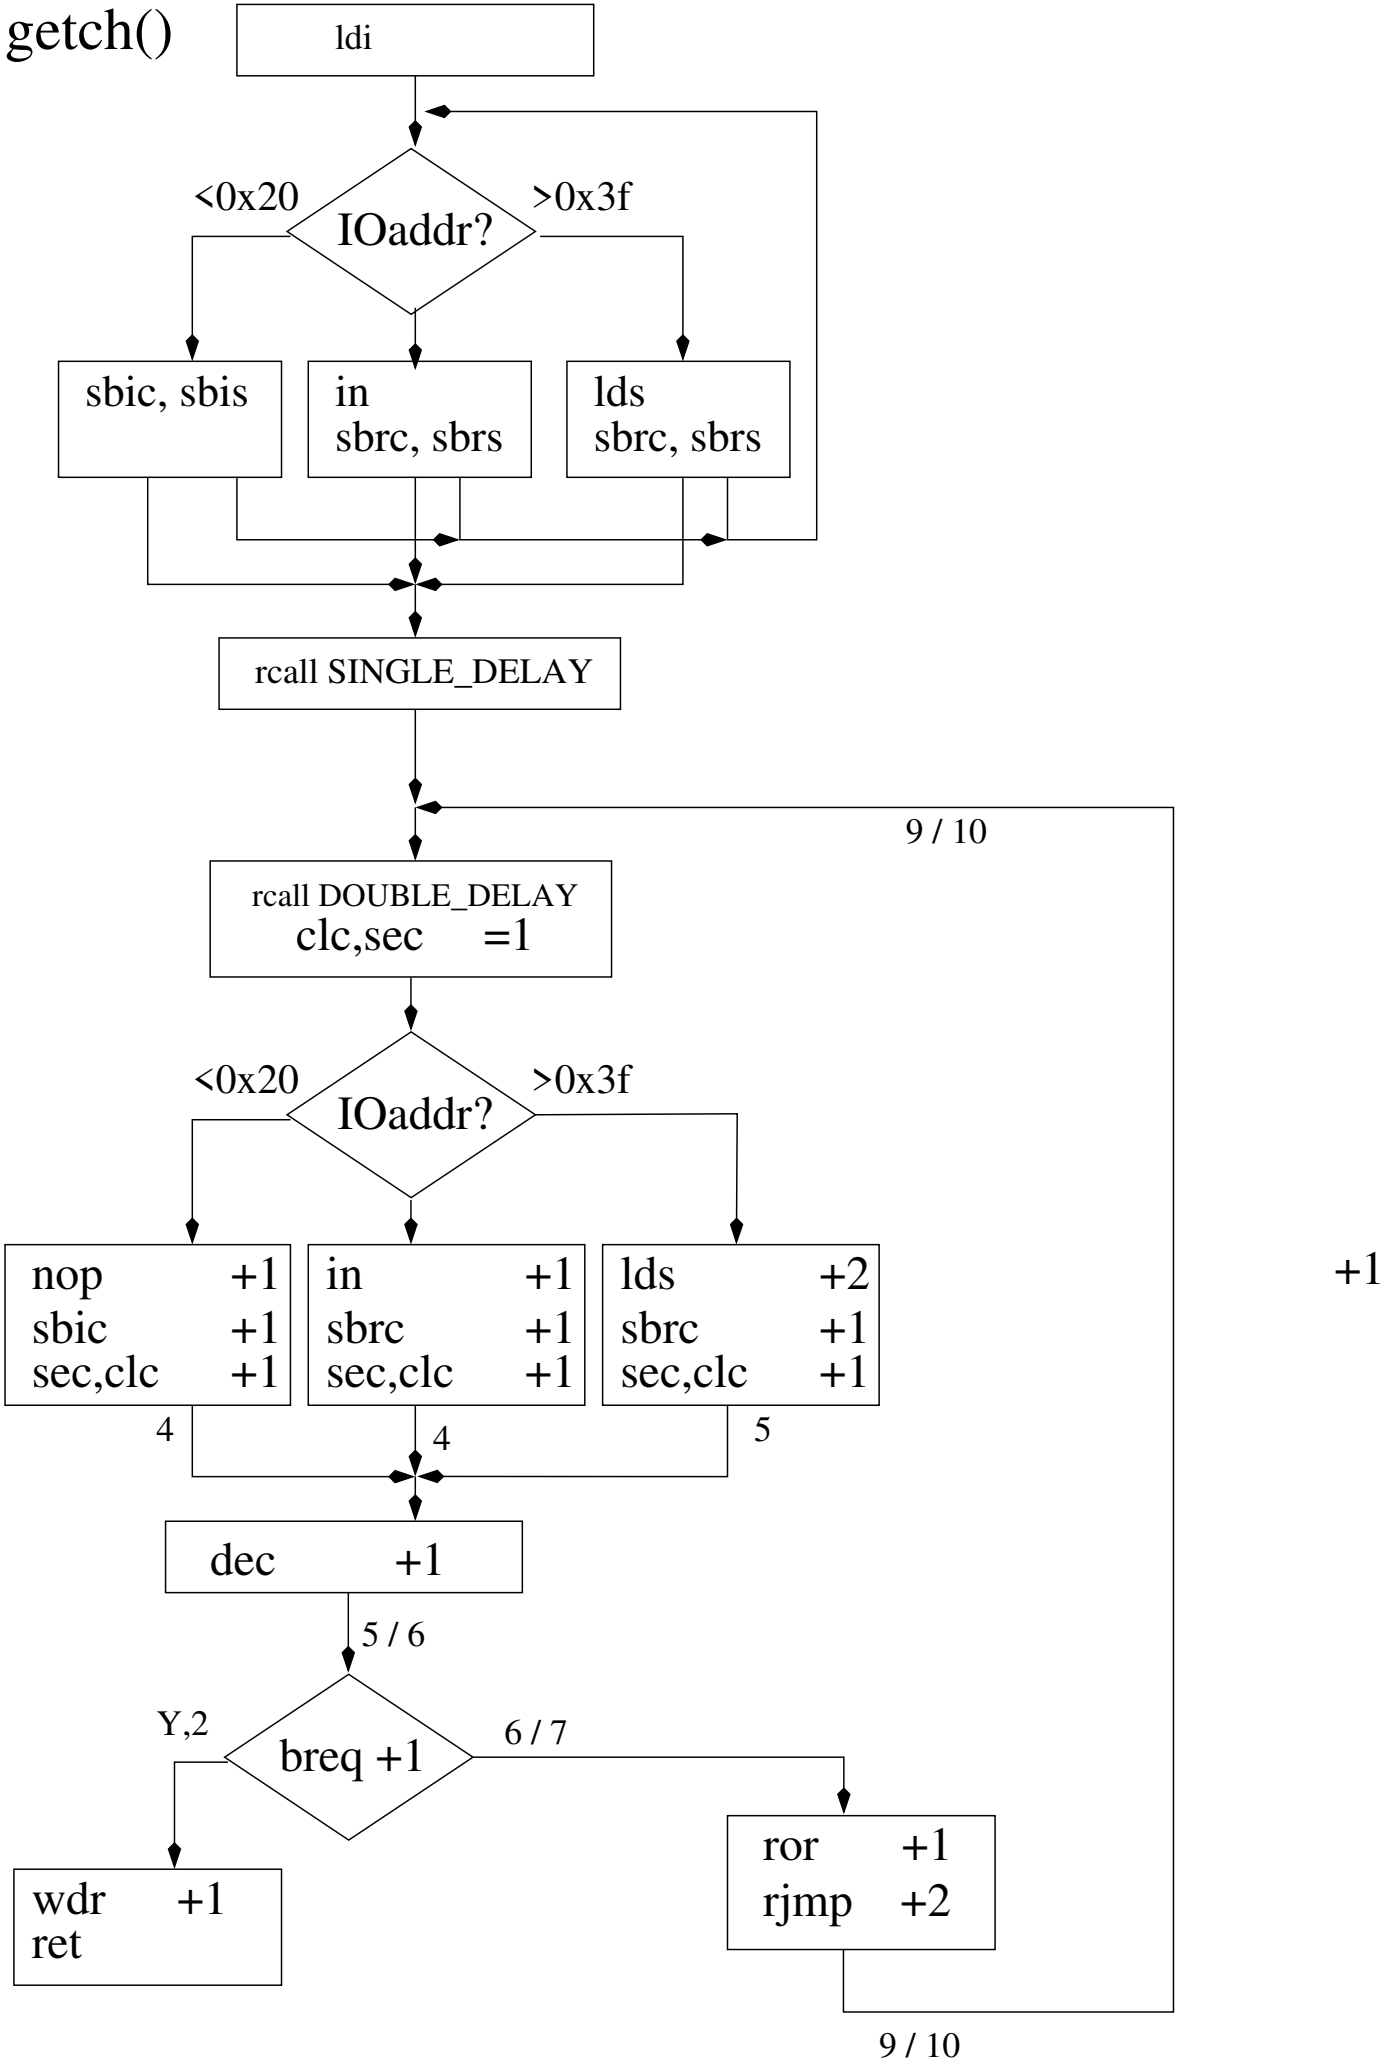 getch()
ldi
<0x20
>0x3f
IOaddr?
sbic, sbis
in
sbrc, sbrs
lds
sbrc, sbrs
rcall SINGLE_DELAY
9 / 10
rcall DOUBLE_DELAY
clc,sec =1
<0x20
>0x3f
IOaddr?
nop +1
sbic +1
sec,clc +1
in +1
sbrc +1
sec,clc +1
lds +2
sbrc +1
sec,clc +1
+1
4
4
5
dec +1
5 / 6
Y,2
breq +1
6 / 7
wdr +1
ret
ror +1
rjmp +2
9 / 10